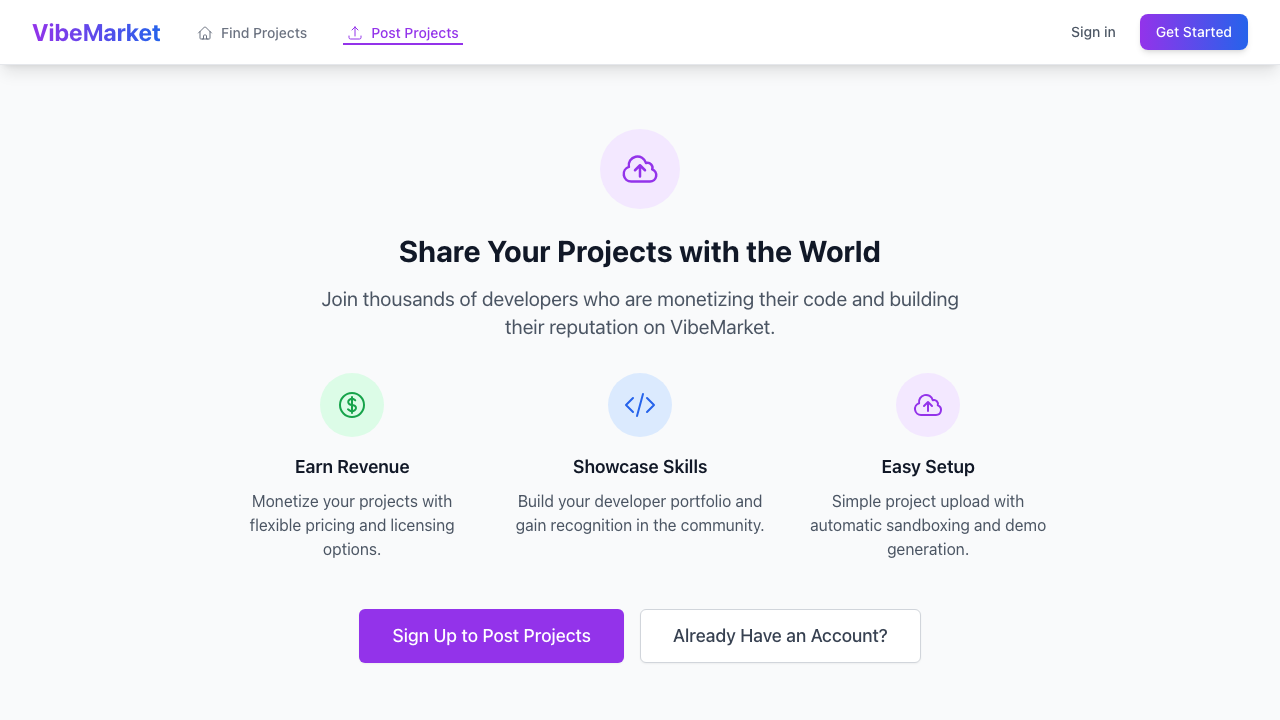 VibeMarket
Find Projects
Post Projects
Sign in
Get Started
Share Your Projects with the World
Join thousands of developers who are monetizing their code and building
their reputation on VibeMarket.
Earn Revenue
Monetize your projects with
flexible pricing and licensing
options.
Showcase Skills
Build your developer portfolio and
gain recognition in the community.
Easy Setup
Simple project upload with
automatic sandboxing and demo
generation.
Sign Up to Post Projects
Already Have an Account?